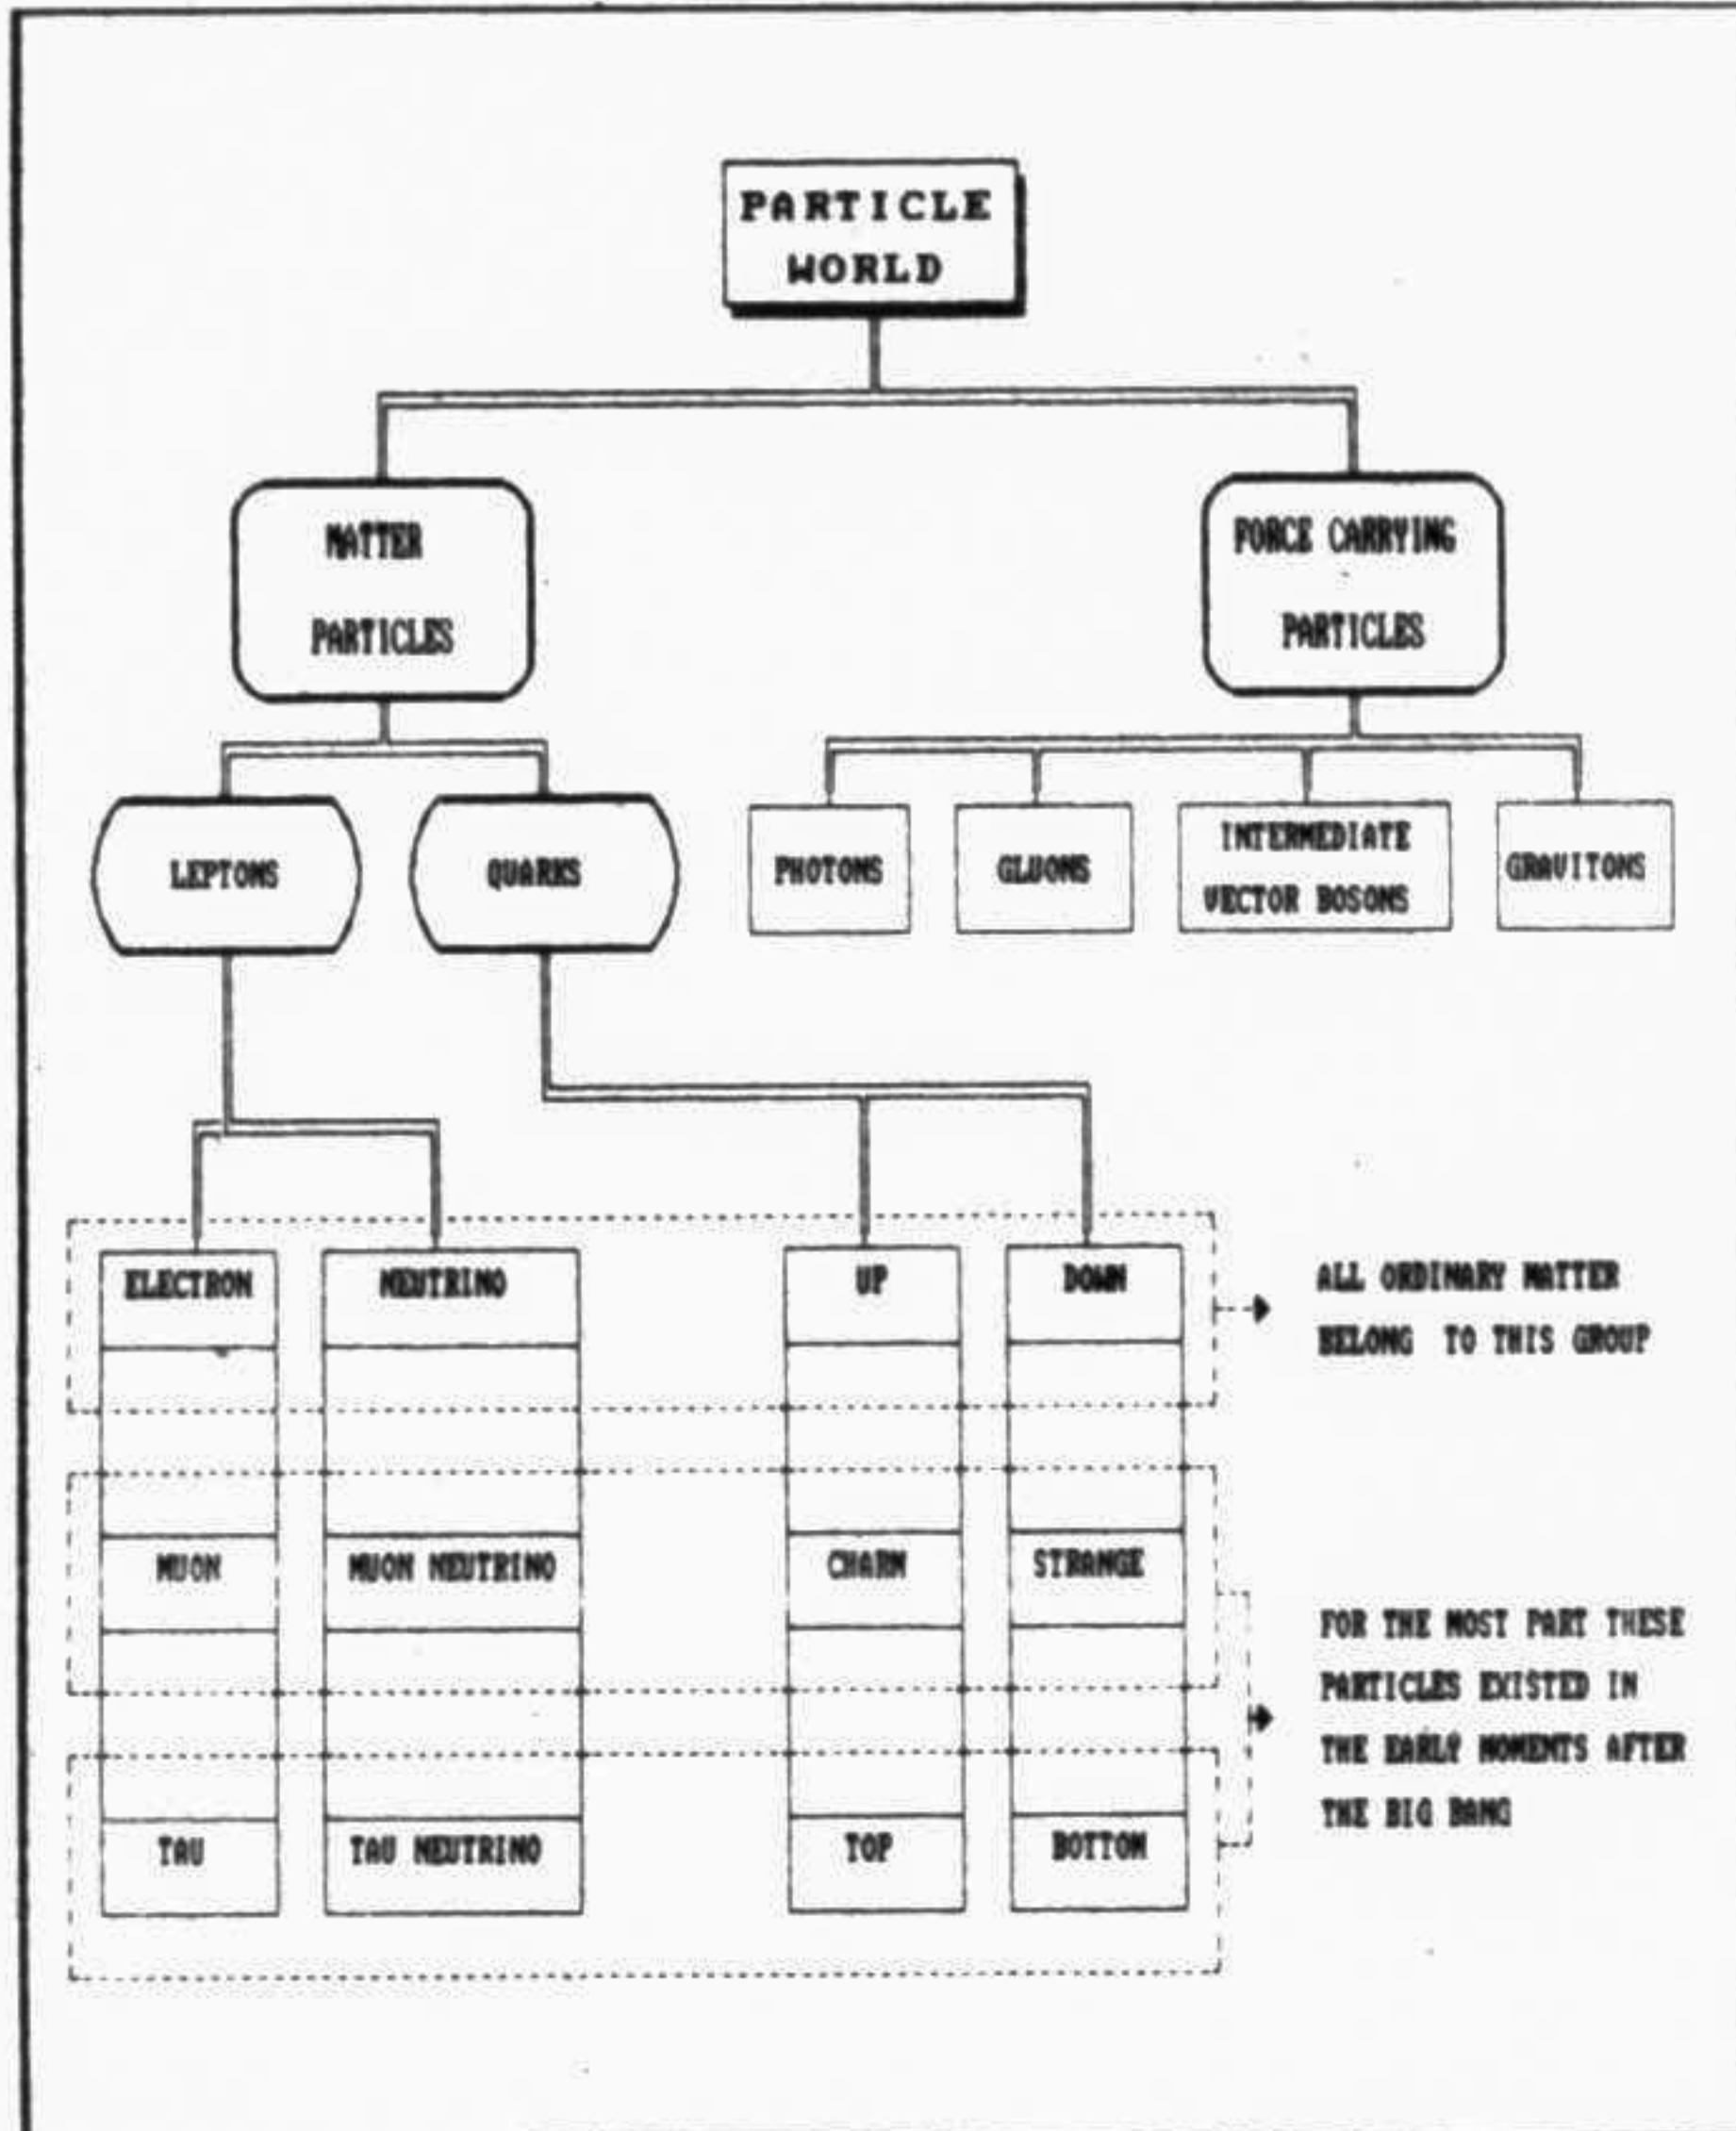 PARTICLE
WORLD
MATTER
PARTICLES
FORCE CARRYING
PARTICLES
LEPTONS
QUARKS
PHOTONS
GLUONS
INTERMEDIATE
VECTOR BOSONS
GRAVITONS
ELECTRON
NEUTRINO
UP
DOWN
ALL ORDINARY MATTER
BELONG TO THIS GROUP
MUON
MUON NEUTRINO
CHARM
STRANGE
FOR THE MOST PART THESE
PARTICLES EXISTED IN
THE EARLY MOMENTS AFTER
THE BIG BANG
TAU
TAU NEUTRINO
TOP
BOTTOM